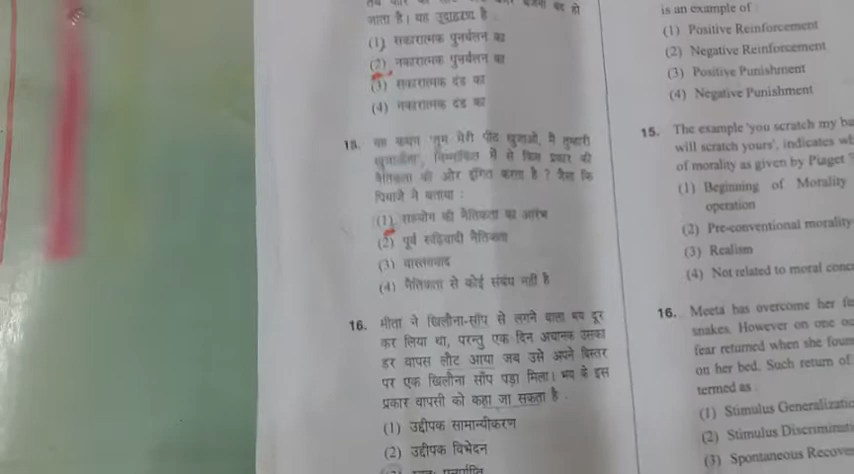 जाता है। यह उदाहरण है :
(1) सकारात्मक पुनर्बलन का
(2) नकारात्मक पुनर्बलन का
(3) सकारात्मक दंड का
(4) नकारात्मक दंड का
15. यह कथन 'तुम मेरी पीठ खुजाओ, मैं तुम्हारी
खुजाऊँगा', निम्नांकित में से किस प्रकार की
नैतिकता की ओर इंगित करता है ? जैसा कि
पियाजे ने बताया :
(1) सहयोग की नैतिकता का आरंभ
(2) पूर्व रूढ़िवादी नैतिकता
(3) वास्तववाद
(4) नैतिकता से कोई संबंध नहीं है
16. मीता ने खिलौना-साँप से लगने वाला भय दूर
कर लिया था, परन्तु एक दिन अचानक उसका
डर वापस लौट आया जब उसे अपने बिस्तर
पर एक खिलौना साँप पड़ा मिला। भय के इस
प्रकार वापसी को कहा जा सकता है :
(1) उद्दीपक सामान्यीकरण
(2) उद्दीपक विभेदन
is an example of
(1) Positive Reinforcement
(2) Negative Reinforcement
(3) Positive Punishment
(4) Negative Punishment
15. The example 'you scratch my
will scratch yours', indicates
of morality as given by Piaget
(1) Beginning of Morality
operation
(2) Pre-conventional morality
(3) Realism
(4) Not related to moral
16. Meeta has overcome her
snakes. However on one
fear returned when she
on her bed. Such return of
termed as
(1) Stimulus
(2) Stimulus
(3) Spontaneous